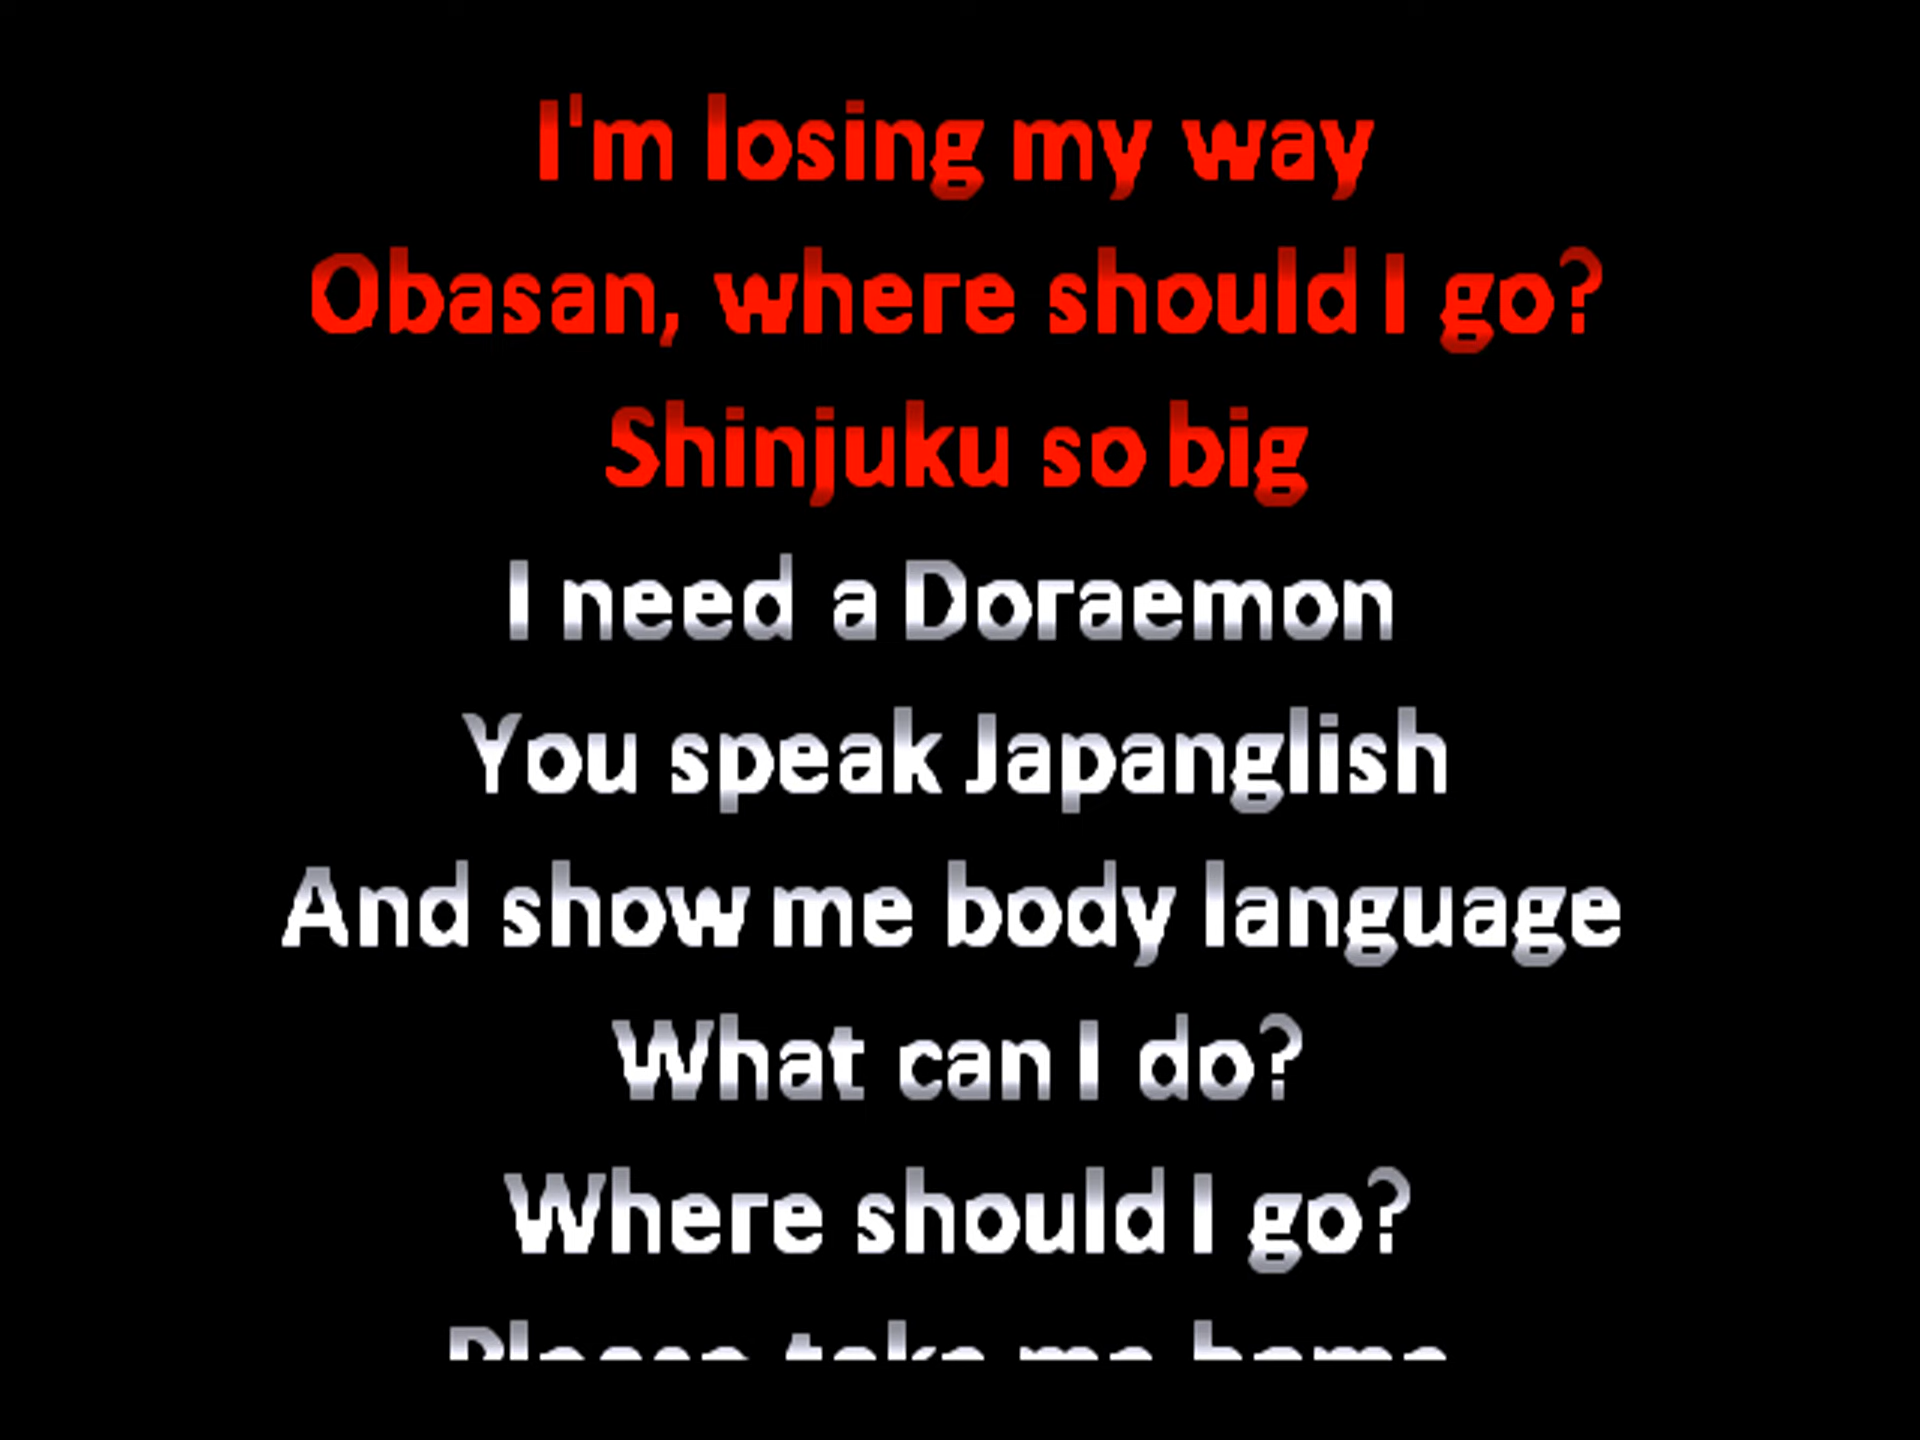 I'm losing my way
Obasan, where should I go?
Shinjuku so big
I need a Doraemon
You speak Japanglish
And show me body language
What can I do?
Where should I go?
Please take me home